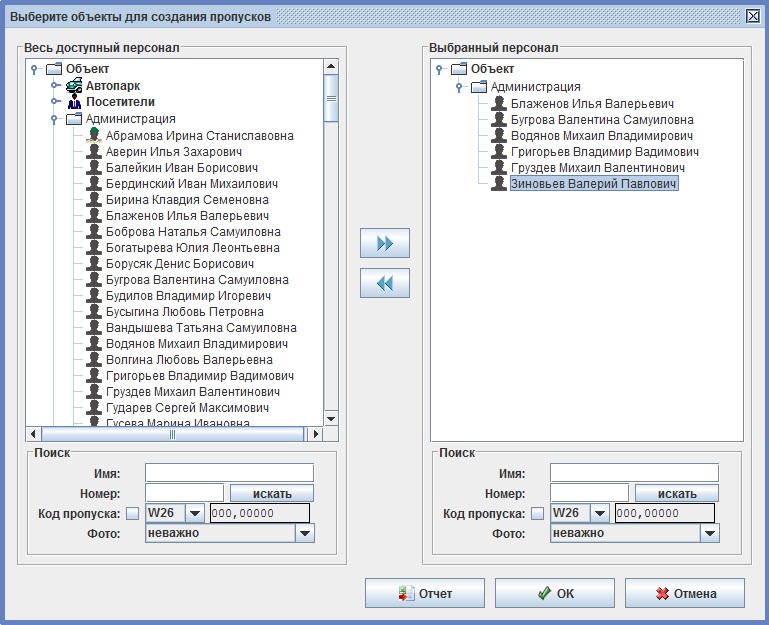 Выберите объекты для создания пропусков
Весь доступный персонал
Объект
Автопарк
Посетители
Администрация
Абрамова Ирина Станиславовна
Аверин Илья Захарович
Балейкин Иван Борисович
Бердинский Иван Михаилович
Бирина Клавдия Семеновна
Блаженов Илья Валерьевич
Боброва Наталья Самуиловна
Богатырева Юлия Леонтьевна
Борусяк Денис Борисович
Бугрова Валентина Самуиловна
Будилов Владимир Игоревич
Бусыгина Любовь Петровна
Вандышева Татьяна Самуиловна
Водянов Михаил Владимирович
Волгина Любовь Валерьевна
Григорьев Владимир Вадимович
Груздев Михаил Валентинович
Гударев Сергей Максимович
Гусева Марина Ивановна
Поиск
Имя:
Номер:
искать
Код пропуска:
W26
000,00000
Фото:
неважно
Выбранный персонал
Объект
Администрация
Блаженов Илья Валерьевич
Бугрова Валентина Самуиловна
Водянов Михаил Владимирович
Григорьев Владимир Вадимович
Груздев Михаил Валентинович
Зиновьев Валерий Павлович
Поиск
Имя:
Номер:
искать
Код пропуска:
W26
000,00000
Фото:
неважно
Отчет
OK
Отмена